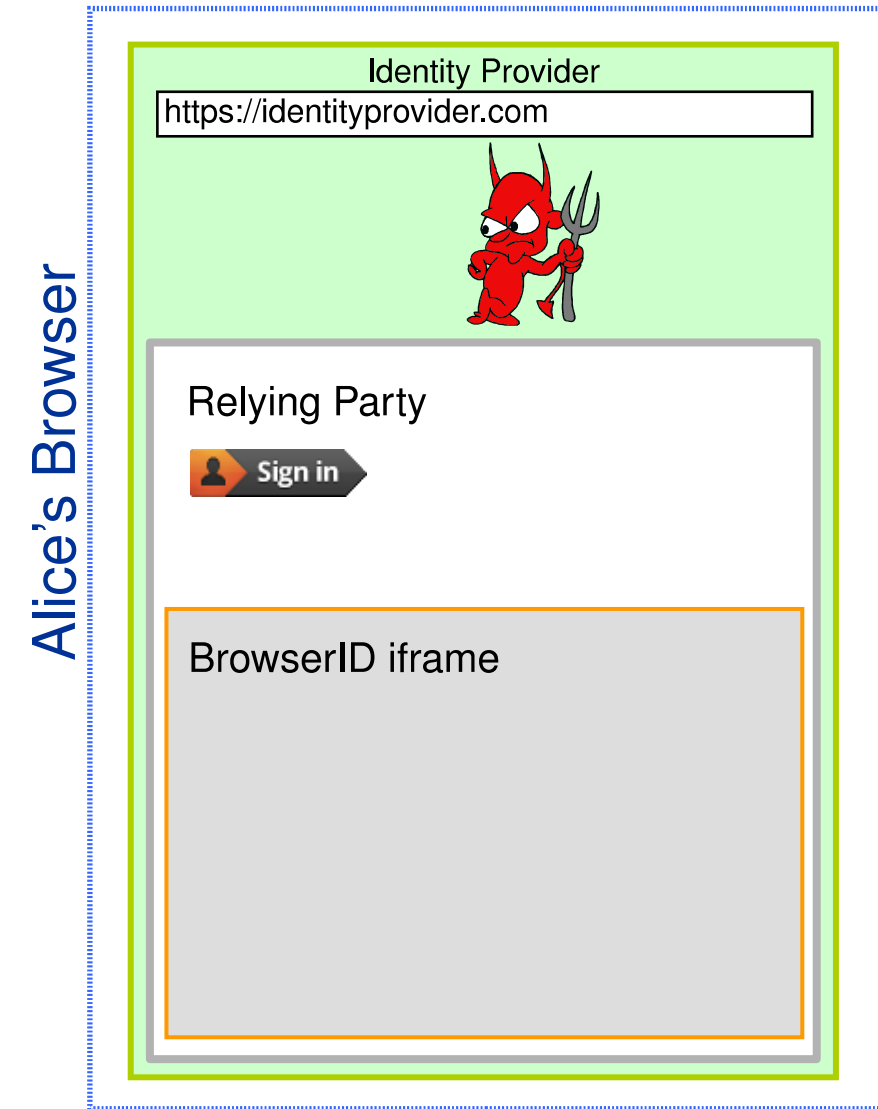 Alice's Browser
Identity Provider
https://identityprovider.com
Relying Party
Sign in
BrowserID iframe